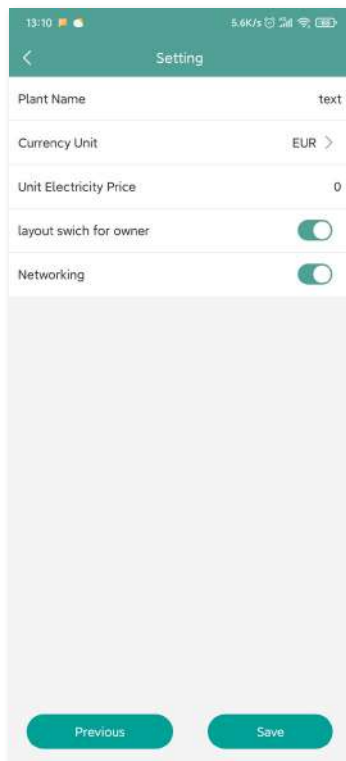 13:10 5.6K/s
Setting
Plant Name text
Currency Unit EUR >
Unit Electricity Price 0
layout swich for owner
Networking
Previous Save